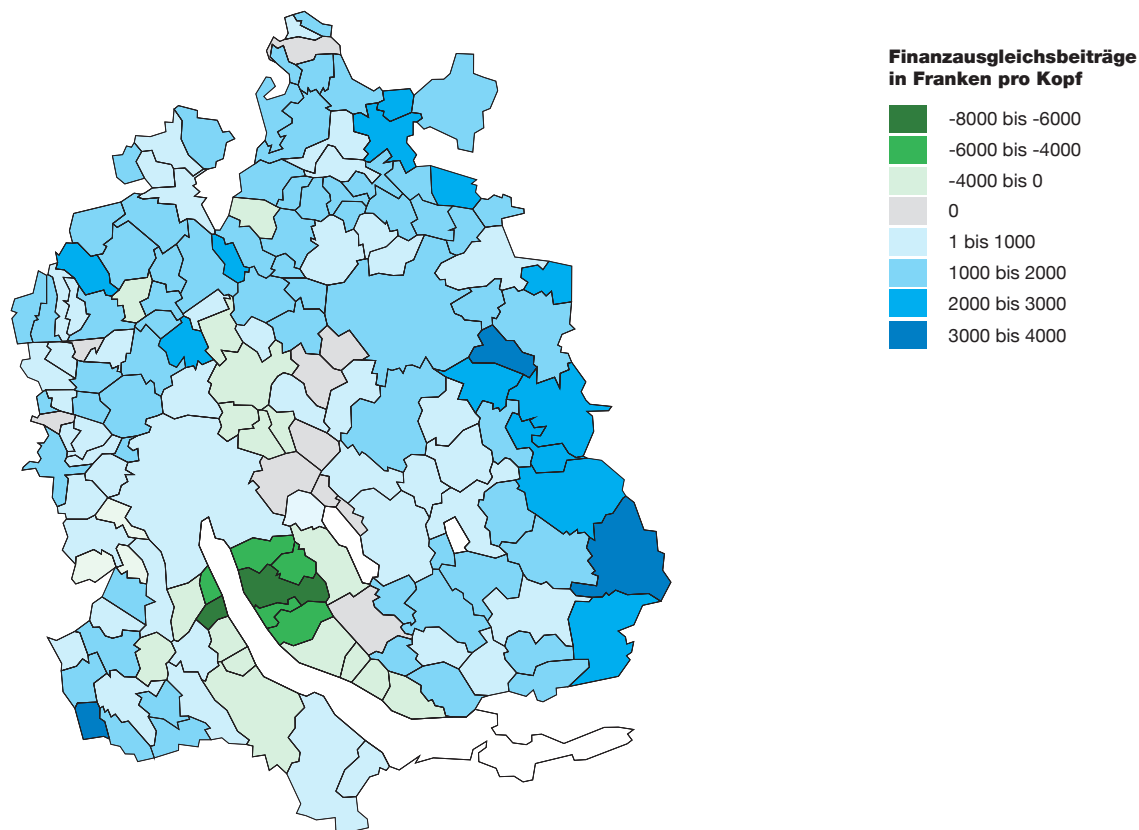 Finanzausgleichsbeiträge
in Franken pro Kopf
-8000 bis -6000
-6000 bis -4000
-4000 bis 0
0
1 bis 1000
1000 bis 2000
2000 bis 3000
3000 bis 4000